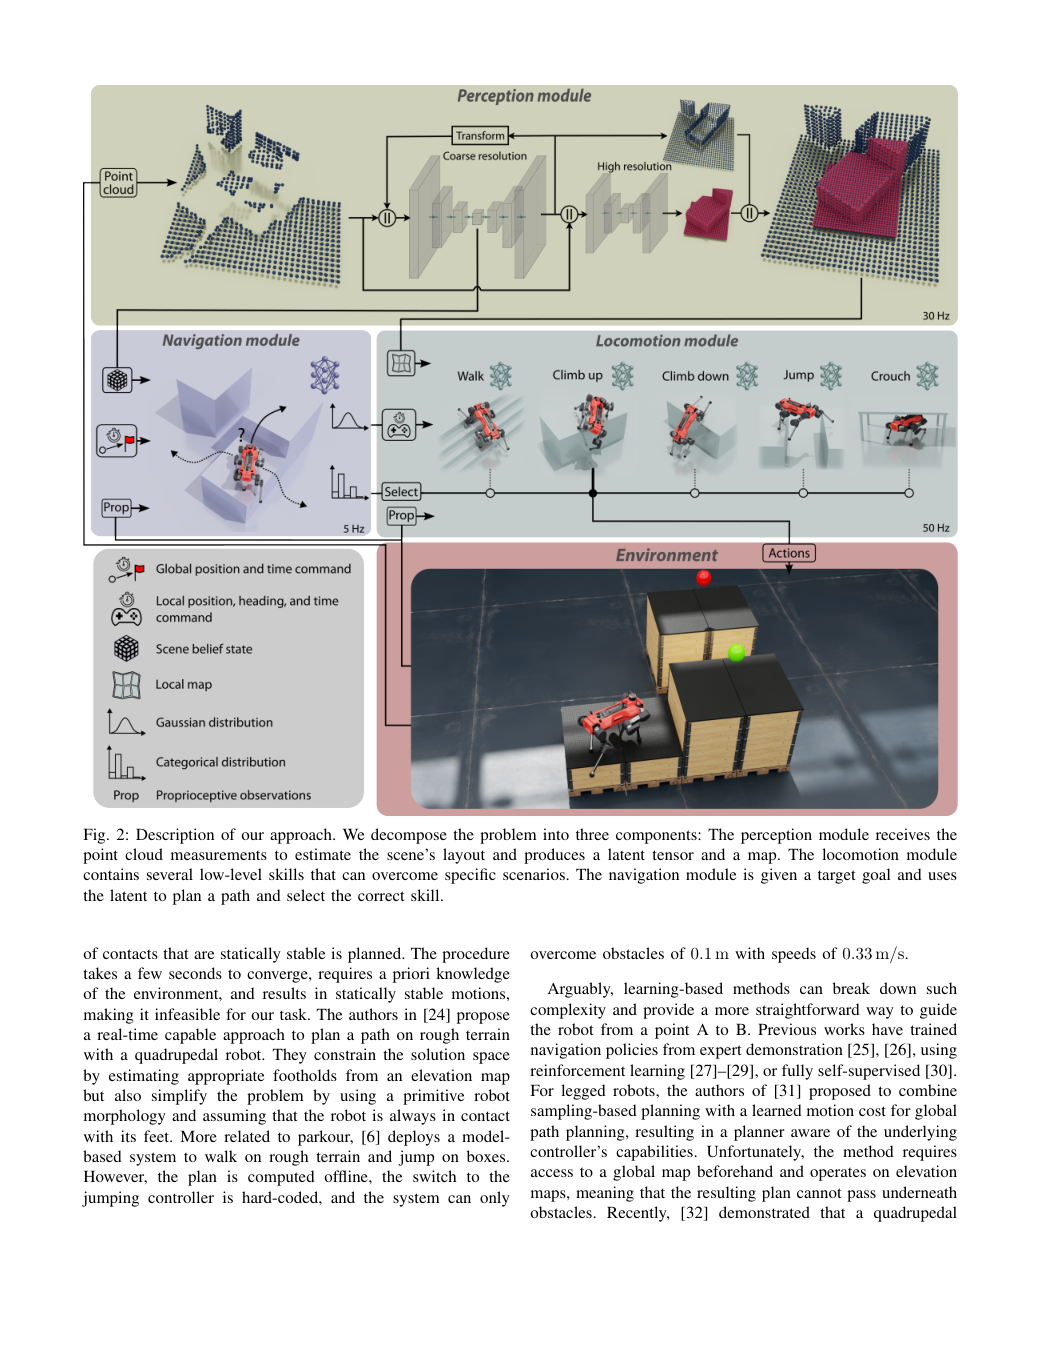 Perception module
Transform
Coarse resolution
High resolution
Point
cloud
30 Hz
Navigation module
?
Prop
5 Hz
Locomotion module
Walk
Climb up
Climb down
Jump
Crouch
Select
Prop
50 Hz
Environment
Actions
Global position and time command
Local position, heading, and time
command
Scene belief state
Local map
Gaussian distribution
Categorical distribution
Prop Proprioceptive observations
Fig. 2: Description of our approach. We decompose the problem into three components: The perception module receives the
point cloud measurements to estimate the scene's layout and produces a latent tensor and a map. The locomotion module
contains several low-level skills that can overcome specific scenarios. The navigation module is given a target goal and uses
the latent to plan a path and select the correct skill.
of contacts that are statically stable is planned. The procedure
takes a few seconds to converge, requires a priori knowledge
of the environment, and results in statically stable motions,
making it infeasible for our task. The authors in [24] propose
a real-time capable approach to plan a path on rough terrain
with a quadrupedal robot. They constrain the solution space
by estimating appropriate footholds from an elevation map
but also simplify the problem by using a primitive robot
morphology and assuming that the robot is always in contact
with its feet. More related to parkour, [6] deploys a model-
based system to walk on rough terrain and jump on boxes.
However, the plan is computed offline, the switch to the
jumping controller is hard-coded, and the system can only
overcome obstacles of 0.1 m with speeds of 0.33 m/s.
Arguably, learning-based methods can break down such
complexity and provide a more straightforward way to guide
the robot from a point A to B. Previous works have trained
navigation policies from expert demonstration [25], [26], using
reinforcement learning [27]–[29], or fully self-supervised [30].
For legged robots, the authors of [31] proposed to combine
sampling-based planning with a learned motion cost for global
path planning, resulting in a planner aware of the underlying
controller's capabilities. Unfortunately, the method requires
access to a global map beforehand and operates on elevation
maps, meaning that the resulting plan cannot pass underneath
obstacles. Recently, [32] demonstrated that a quadrupedal